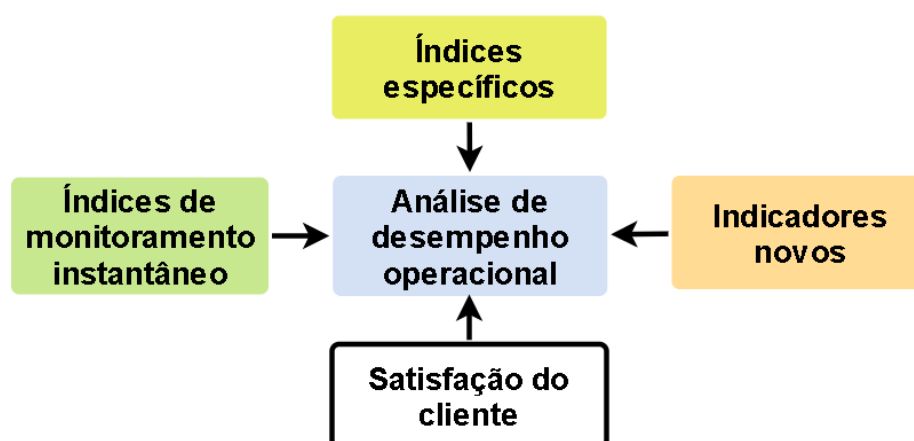 Índices
específicos
Índices de
monitoramento
instantâneo
Análise de
desempenho
operacional
Indicadores
novos
Satisfação do
cliente